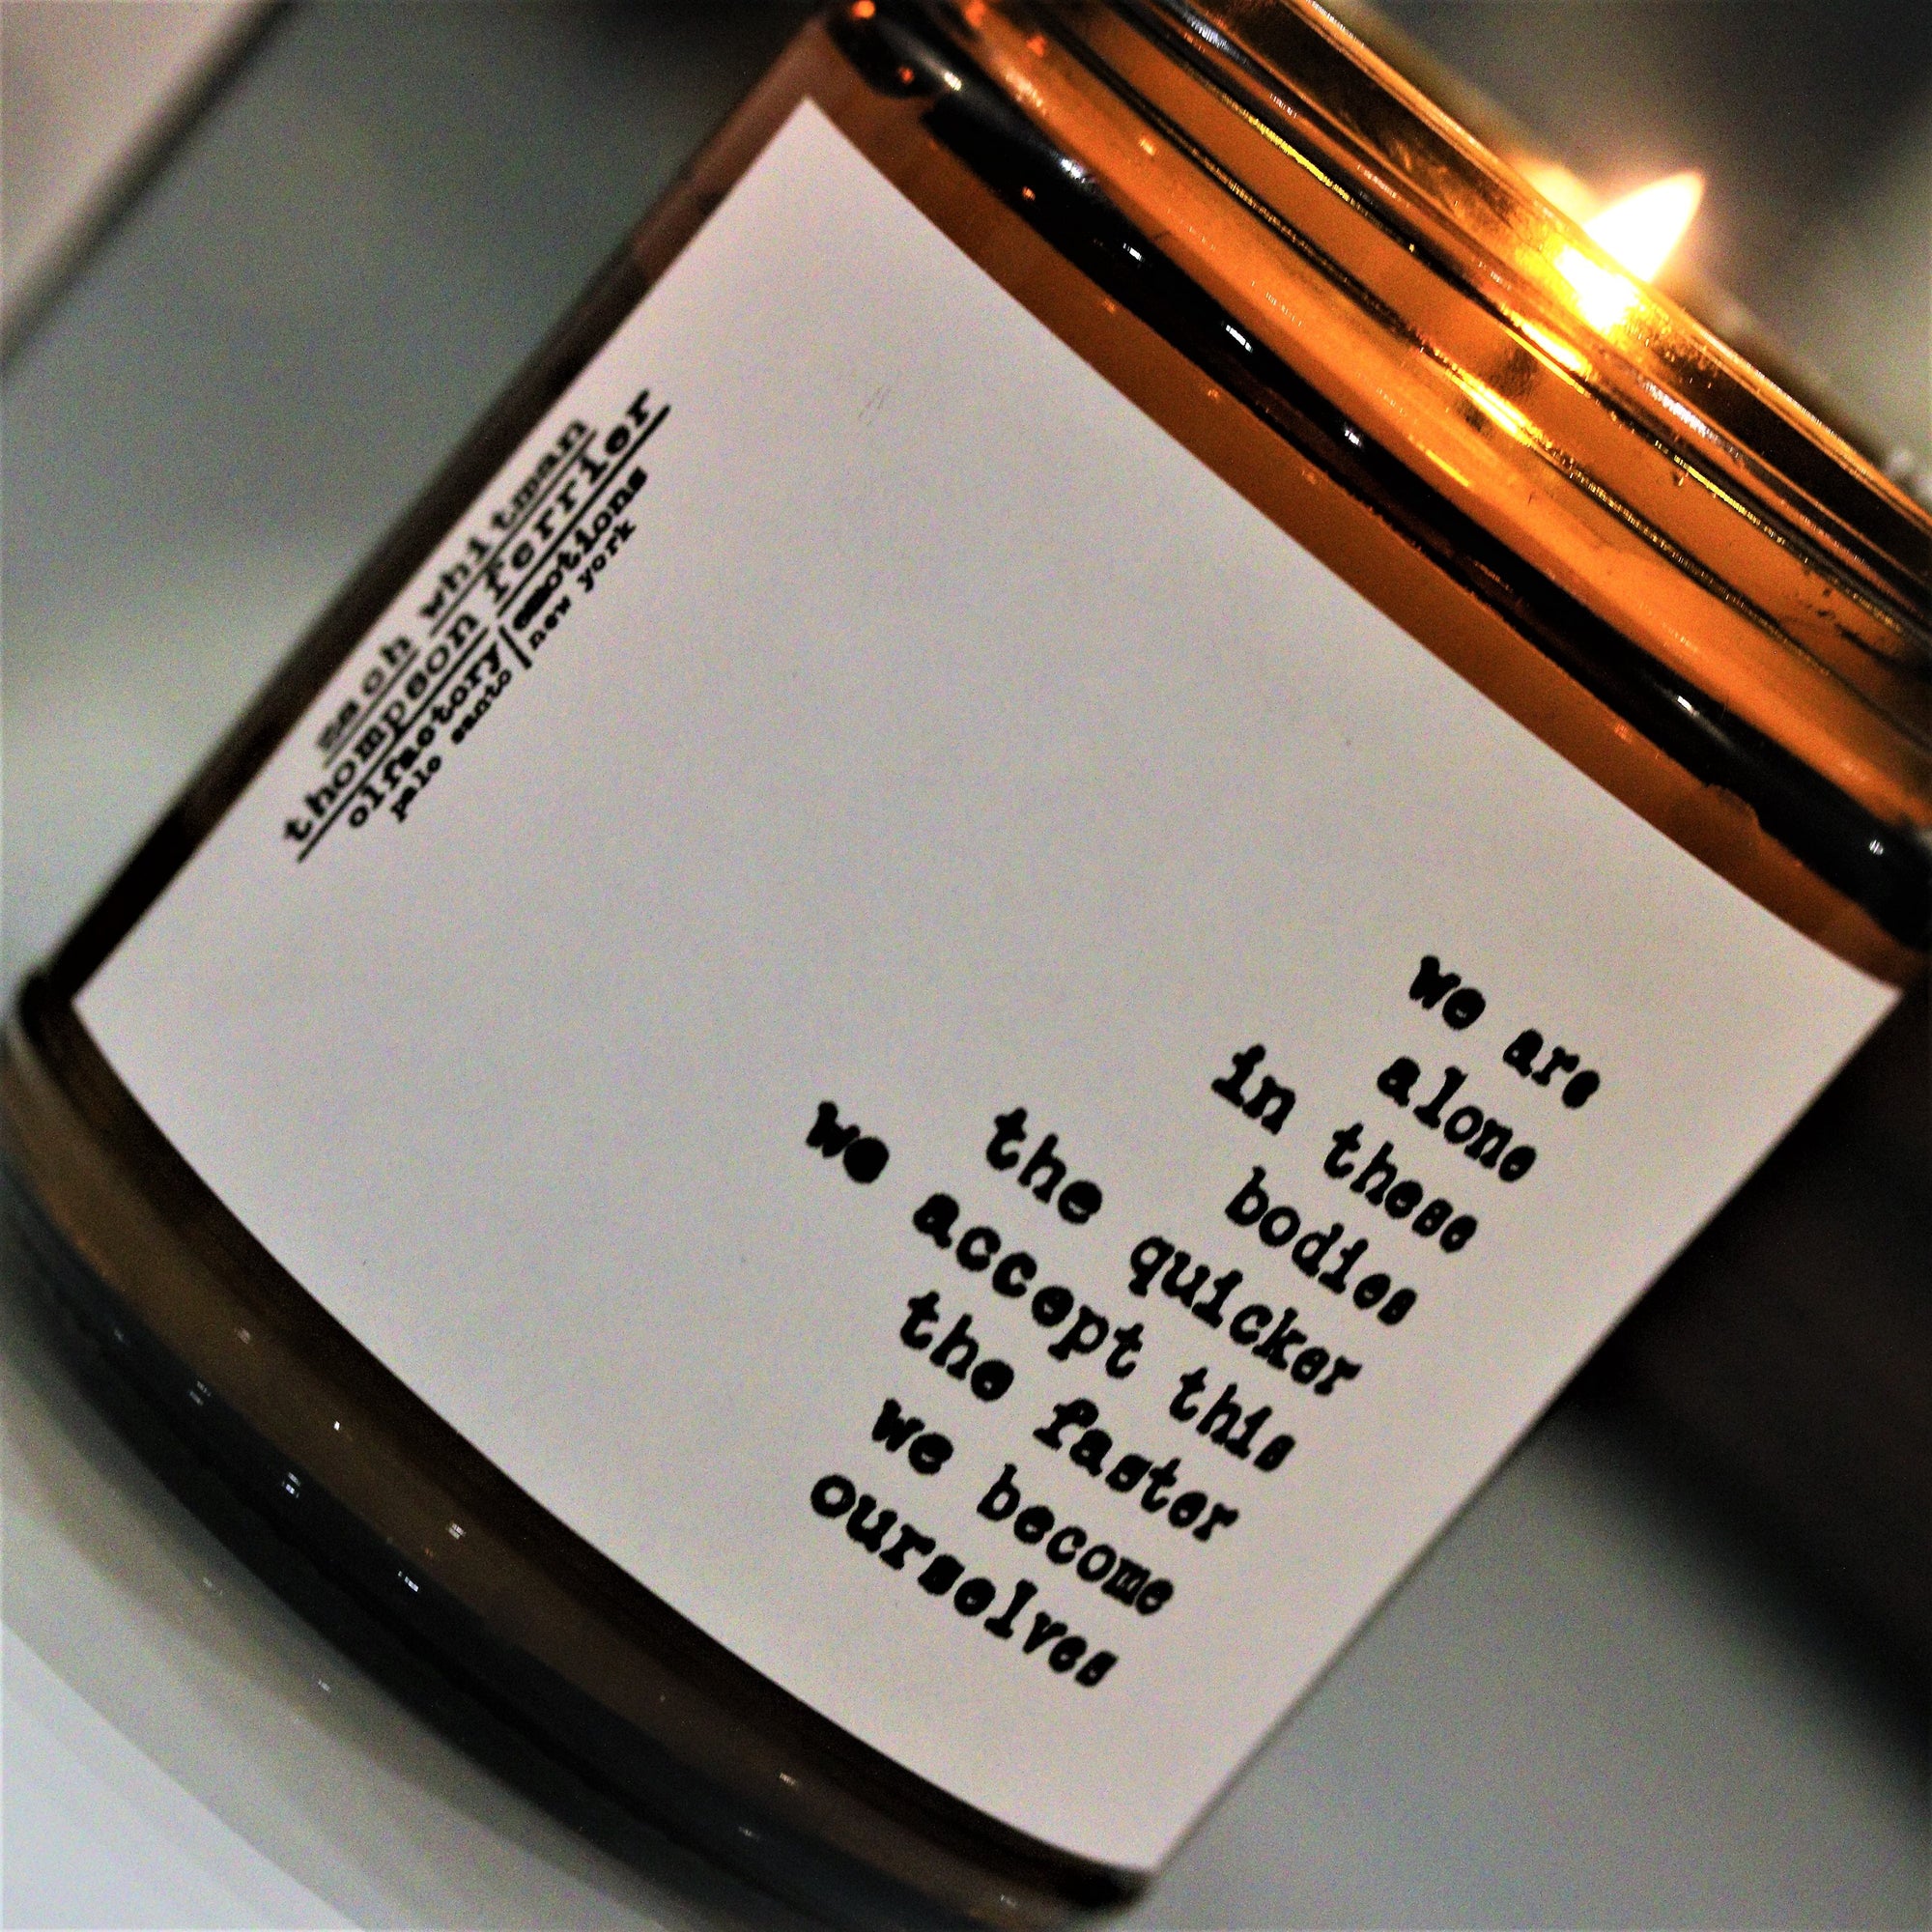 zach whitman
thompson ferrier
olfactory | emotions
palo santo | new york
we are
alone
in these
bodies
the quicker
we accept this
the faster
we become
ourselves